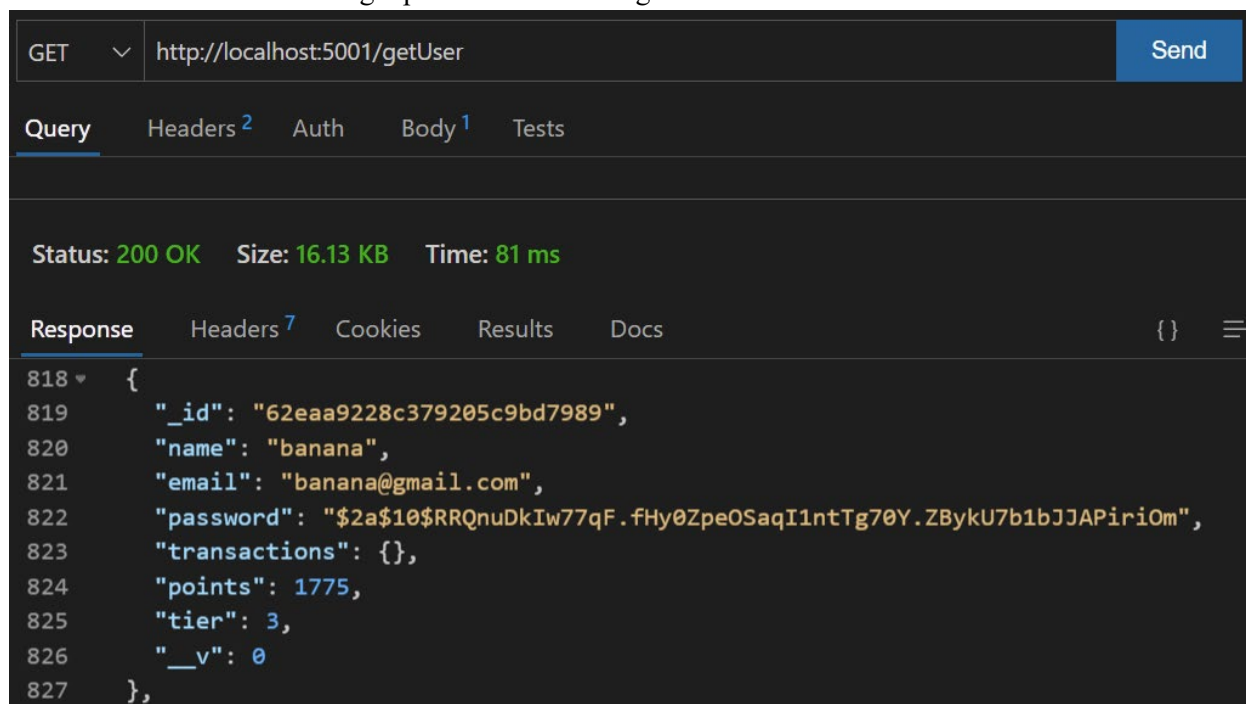 GET http://localhost:5001/getUser Send
Query Headers 2 Auth Body 1 Tests
Status: 200 OK Size: 16.13 KB Time: 81 ms
Response Headers 7 Cookies Results Docs { }
818 {
819 "_id": "62eaa9228c379205c9bd7989",
820 "name": "banana",
821 "email": "banana@gmail.com",
822 "password": "$2a$10$RRQnuDkIw77qF.fHy0ZpeOSaqI1ntTg70Y.ZBykU7b1bJJAPiriOm",
823 "transactions": {},
824 "points": 1775,
825 "tier": 3,
826 "__v": 0
827 },